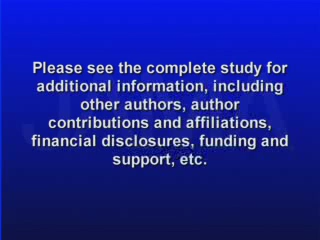 Please see the complete study for
additional information, including
other authors, author
contributions and affiliations,
financial disclosures, funding and
support, etc.